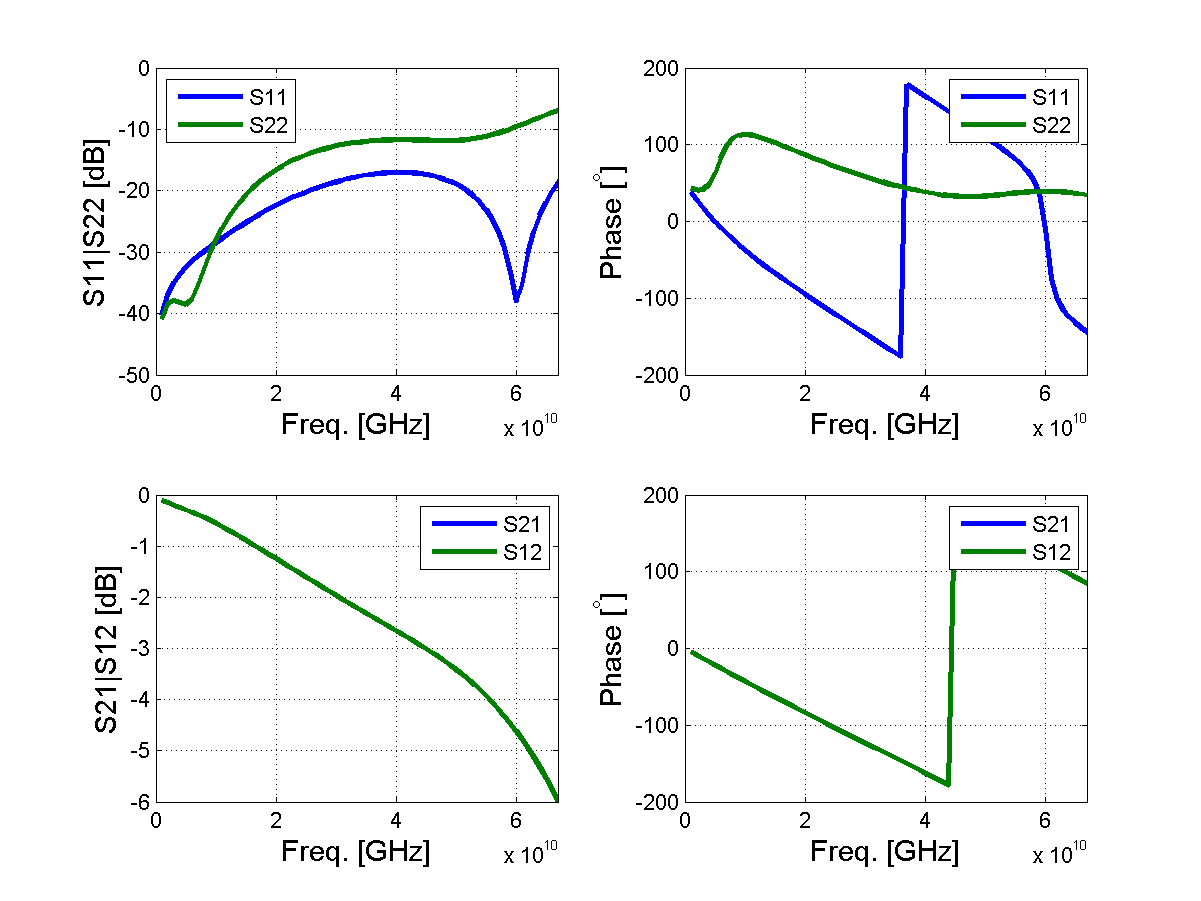 0
-10
-20
-30
-40
-50
S11|S22 [dB]
S11
S22
0 2 4 6
Freq. [GHz]
x 10^10
200
100
0
-100
-200
Phase [°]
S11
S22
0 2 4 6
Freq. [GHz]
x 10^10
0
-1
-2
-3
-4
-5
-6
S21|S12 [dB]
S21
S12
0 2 4 6
Freq. [GHz]
x 10^10
200
100
0
-100
-200
Phase [°]
S21
S12
0 2 4 6
Freq. [GHz]
x 10^10